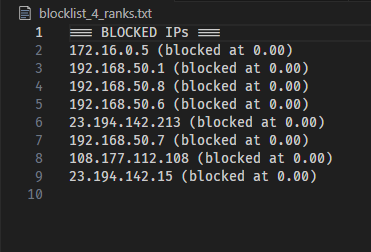 blocklist_4_ranks.txt
1 === BLOCKED IPs ===
2 172.16.0.5 (blocked at 0.00)
3 192.168.50.1 (blocked at 0.00)
4 192.168.50.8 (blocked at 0.00)
5 192.168.50.6 (blocked at 0.00)
6 23.194.142.213 (blocked at 0.00)
7 192.168.50.7 (blocked at 0.00)
8 108.177.112.108 (blocked at 0.00)
9 23.194.142.15 (blocked at 0.00)
10